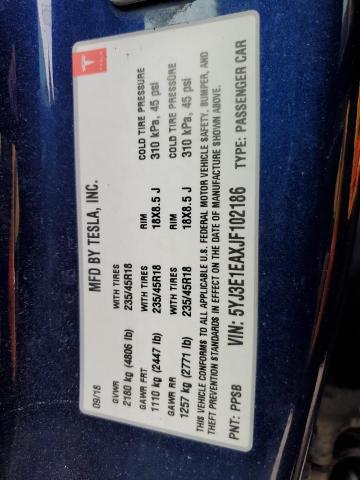 TESLA
MFD BY TESLA, INC.
09/18
GVWR WITH TIRES RIM COLD TIRE PRESSURE
2180 kg (4806 lb) 235/45R18 18X8.5 J 310 kPa, 45 psi
GAWR FRT WITH TIRES RIM COLD TIRE PRESSURE
1110 kg (2447 lb) 235/45R18 18X8.5 J 310 kPa, 45 psi
GAWR RR
1257 kg (2771 lb) 235/45R18
THIS VEHICLE CONFORMS TO ALL APPLICABLE U.S. FEDERAL MOTOR VEHICLE SAFETY, BUMPER, AND
THEFT PREVENTION STANDARDS IN EFFECT ON THE DATE OF MANUFACTURE SHOWN ABOVE.
VIN: 5YJ3E1EAXJF102186 TYPE: PASSENGER CAR
PNT: PPSB